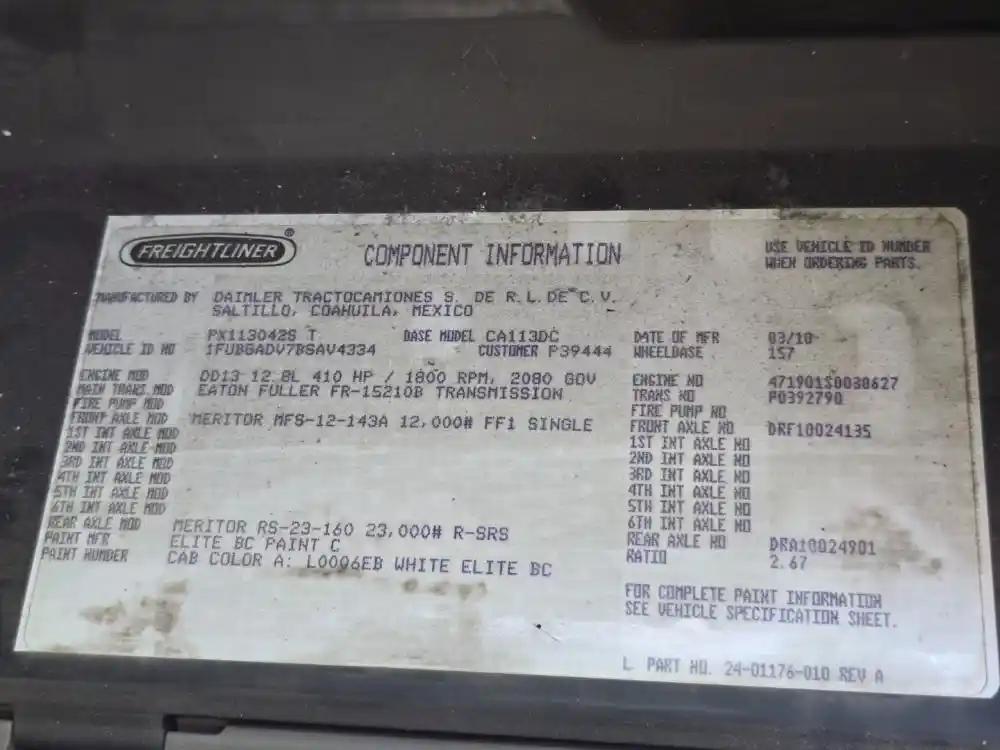 FREIGHTLINER ®
COMPONENT INFORMATION
USE VEHICLE ID NUMBER
WHEN ORDERING PARTS.
MANUFACTURED BY DAIMLER TRACTOCAMIONES S. DE R.L.DE C.V.
SALTILLO, COAHUILA, MEXICO
MODEL PX113042S T BASE MODEL CA113DC DATE OF MFR 03/10
VEHICLE ID NO 1FUBGADV7BSAV4334 CUSTOMER P39444 WHEELBASE 157
ENGINE MOD DD13 12.8L 410 HP / 1800 RPM, 2080 GOV ENGINE NO 471901S0030627
MAIN TRANS MOD EATON FULLER FR-15210B TRANSMISSION TRANS NO P0392790
FIRE PUMP MOD FIRE PUMP NO
FRONT AXLE MOD MERITOR MFS-12-143A 12,000# FF1 SINGLE FRONT AXLE NO DRF10024135
1ST INT AXLE MOD 1ST INT AXLE NO
2ND INT AXLE MOD 2ND INT AXLE NO
3RD INT AXLE MOD 3RD INT AXLE NO
4TH INT AXLE MOD 4TH INT AXLE NO
5TH INT AXLE MOD 5TH INT AXLE NO
6TH INT AXLE MOD 6TH INT AXLE NO
REAR AXLE MOD MERITOR RS-23-160 23,000# R-SRS REAR AXLE NO DRA10024901
PAINT MFR ELITE BC PAINT C RATIO 2.67
PAINT NUMBER CAB COLOR A: L0006EB WHITE ELITE BC
FOR COMPLETE PAINT INFORMATION
SEE VEHICLE SPECIFICATION SHEET.
L PART NO. 24-01176-010 REV A